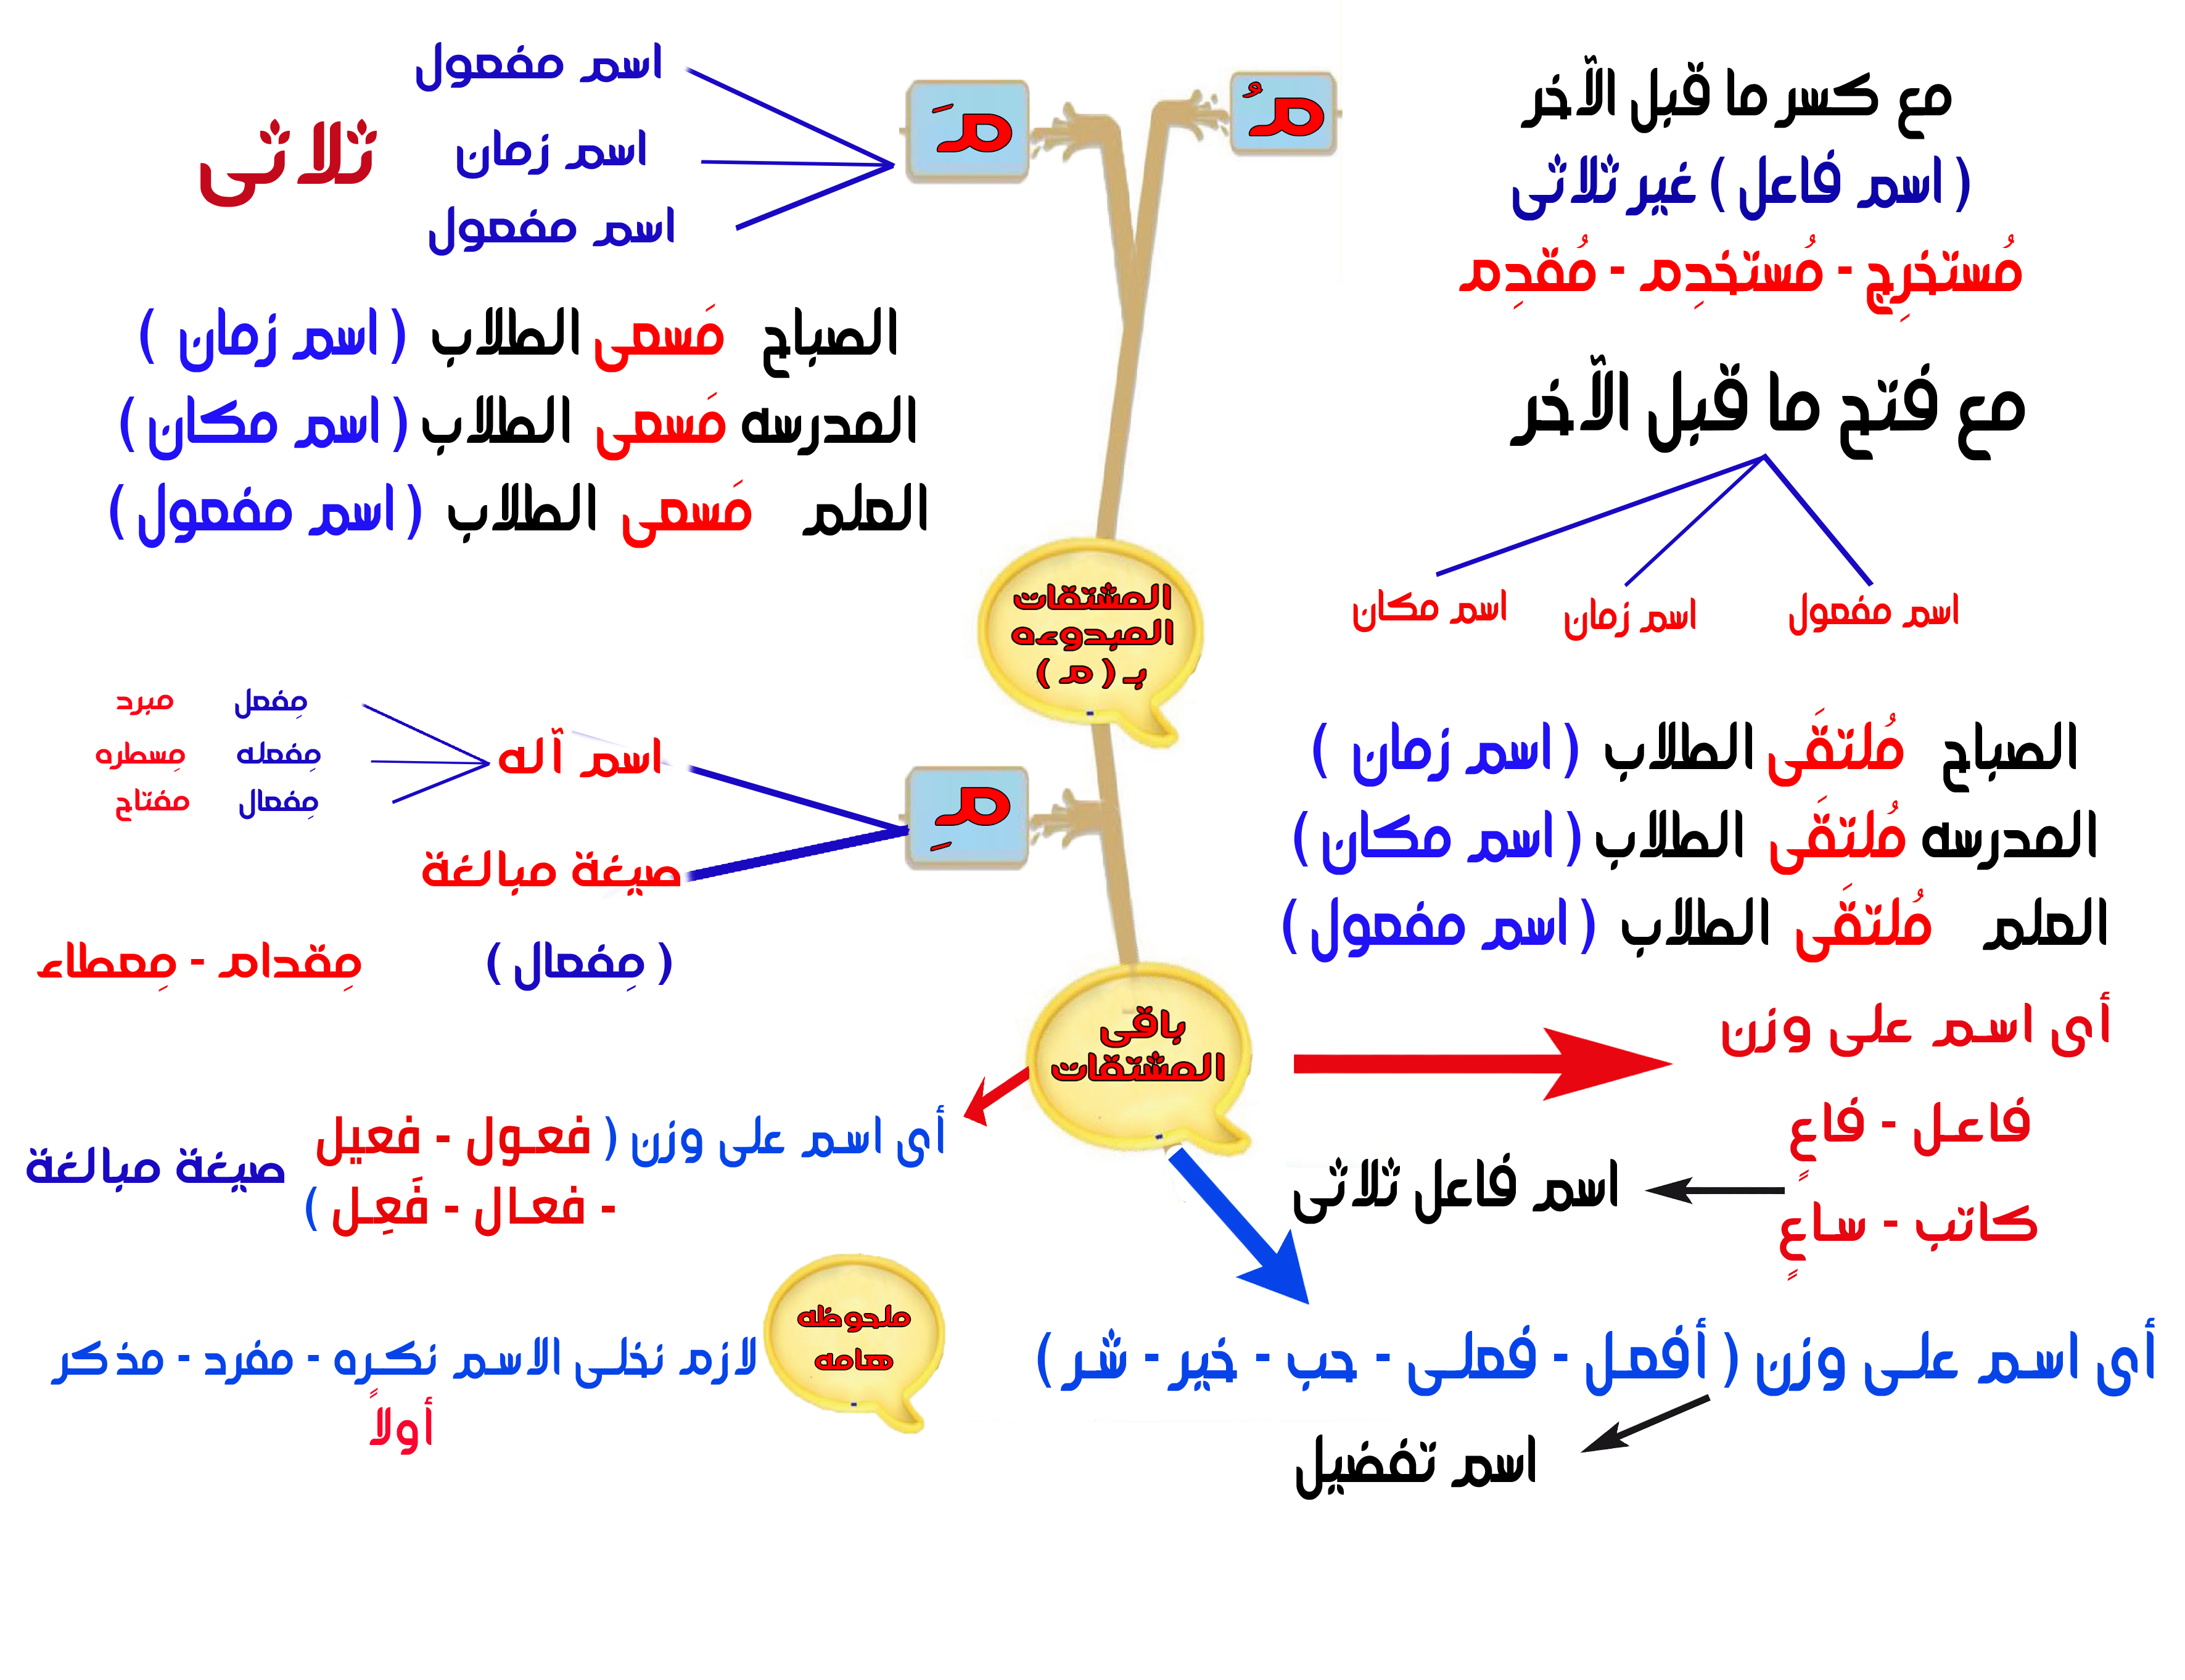 مُ
مع كسر ما قبل الآخر
( اسم فاعل ) غير ثلاثى
مُستخرِج - مُستخدِم - مُقدِم
مع فتح ما قبل الآخر
اسم مفعول
اسم زمان
اسم مكان
الصباح مُلتقَى الطلاب ( اسم زمان )
المدرسه مُلتقَى الطلاب ( اسم مكان )
العلم مُلتقَى الطلاب ( اسم مفعول )
مَ
اسم مفعول
اسم زمان
اسم مفعول
ثلاثى
الصباح مَسعى الطلاب ( اسم زمان )
المدرسه مَسعى الطلاب ( اسم مكان )
العلم مَسعى الطلاب ( اسم مفعول )
المشتقات
المبدوءه
بـ ( م )
مِ
اسم آله
مِفعل مبرد
مِفعله مِسطره
مِفعال مفتاح
صيغة مبالغة
( مِفعال ) مِقدام - مِعطاء
باقى
المشتقات
أى اسم على وزن
فاعل - فاعٍ
كاتب - ساعٍ
اسم فاعل ثلاثى
أى اسم على وزن ( فعول - فعيل
- فعال - فَعِل )
صيغة مبالغة
أى اسم على وزن ( أفعل - فعلى - حب - خير - شر )
اسم تفضيل
ملحوظه
هامه
لازم نخلى الاسم نكره - مفرد - مذكر
أولاً